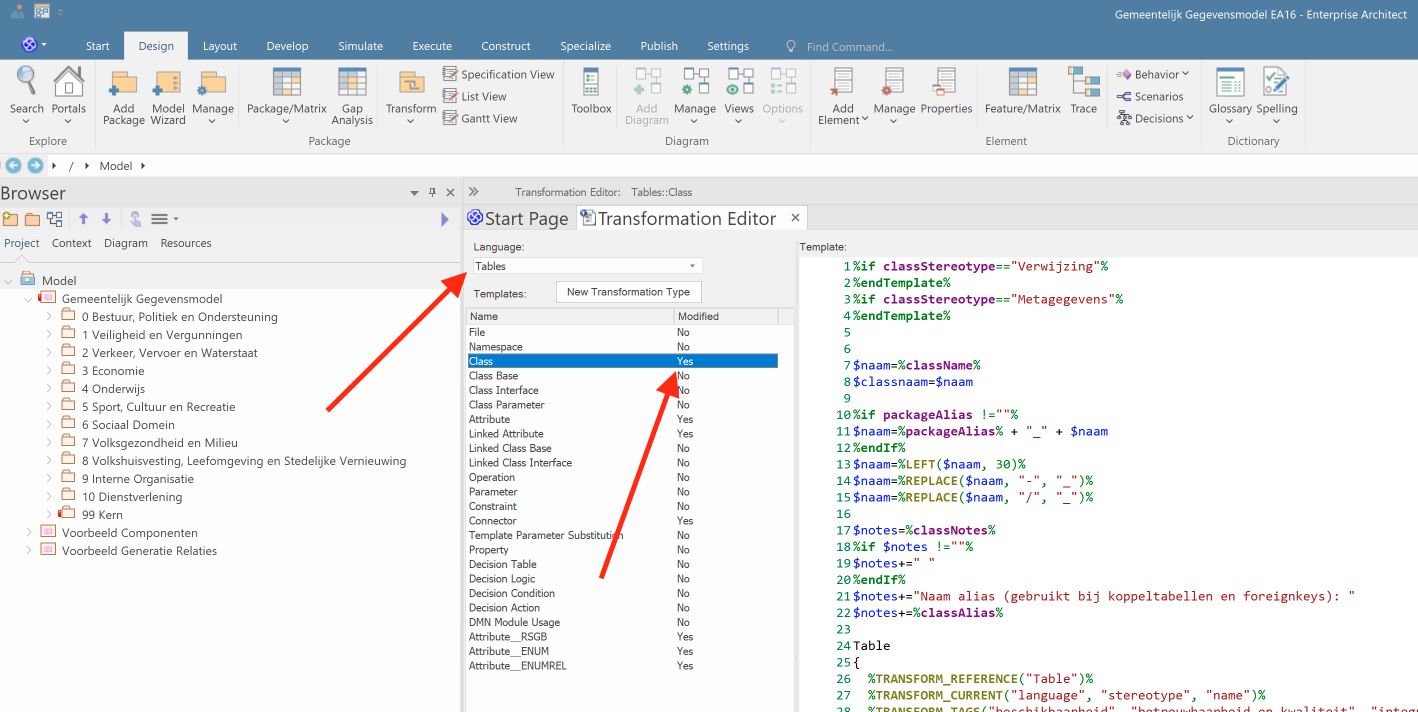 Gemeentelijk Gegevensmodel EA16 - Enterprise Architect
Start Design Layout Develop Simulate Execute Construct Specialize Publish Settings Find Command...
Search Portals
Explore
Add Package Model Wizard Manage Package/Matrix Gap Analysis Transform Specification View List View Gantt View
Package
Toolbox Add Diagram Manage Views Options
Diagram
Add Element Manage Properties Feature/Matrix Trace Behavior Scenarios Decisions
Element
Glossary Spelling
Dictionary
/ Model
Browser
Project Context Diagram Resources
Model
Gemeentelijk Gegevensmodel
0 Bestuur, Politiek en Ondersteuning
1 Veiligheid en Vergunningen
2 Verkeer, Vervoer en Waterstaat
3 Economie
4 Onderwijs
5 Sport, Cultuur en Recreatie
6 Sociaal Domein
7 Volksgezondheid en Milieu
8 Volkshuisvesting, Leefomgeving en Stedelijke Vernieuwing
9 Interne Organisatie
10 Dienstverlening
99 Kern
Voorbeeld Componenten
Voorbeeld Generatie Relaties
Transformation Editor: Tables::Class
Start Page Transformation Editor
Language:
Tables
Templates: New Transformation Type
Name Modified
File No
Namespace No
Class Yes
Class Base No
Class Interface No
Class Parameter No
Attribute Yes
Linked Attribute Yes
Linked Class Base No
Linked Class Interface No
Operation No
Parameter No
Constraint No
Connector Yes
Template Parameter Substitution No
Property No
Decision Table No
Decision Logic No
Decision Condition No
Decision Action No
DMN Module Usage No
Attribute__RSGB Yes
Attribute__ENUM Yes
Attribute__ENUMREL Yes
Template:
1 %if classStereotype=="Verwijzing"%
2 %endTemplate%
3 %if classStereotype=="Metagegevens"%
4 %endTemplate%
5
6
7 $naam=%className%
8 $classnaam=$naam
9
10 %if packageAlias !=""%
11 $naam=%packageAlias% + "_" + $naam
12 %endIf%
13 $naam=%LEFT($naam, 30)%
14 $naam=%REPLACE($naam, "-", "_")%
15 $naam=%REPLACE($naam, "/", "_")%
16
17 $notes=%classNotes%
18 %if $notes !=""%
19 $notes+=" "
20 %endIf%
21 $notes+="Naam alias (gebruikt bij koppeltabellen en foreignkeys): "
22 $notes+=%classAlias%
23
24 Table
25 {
26 %TRANSFORM_REFERENCE("Table")%
27 %TRANSFORM_CURRENT("language", "stereotype", "name")%
28 %TRANSFORM_TAGS("beschikbaarheid", "betrouwbaarheid en kwaliteit", "integ